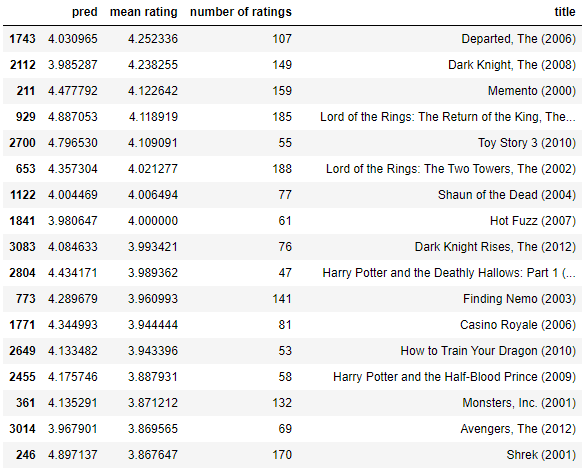 pred mean rating number of ratings title
1743 4.030965 4.252336 107 Departed, The (2006)
2112 3.985287 4.238255 149 Dark Knight, The (2008)
211 4.477792 4.122642 159 Memento (2000)
929 4.887053 4.118919 185 Lord of the Rings: The Return of the King, The...
2700 4.796530 4.109091 55 Toy Story 3 (2010)
653 4.357304 4.021277 188 Lord of the Rings: The Two Towers, The (2002)
1122 4.004469 4.006494 77 Shaun of the Dead (2004)
1841 3.980647 4.000000 61 Hot Fuzz (2007)
3083 4.084633 3.993421 76 Dark Knight Rises, The (2012)
2804 4.434171 3.989362 47 Harry Potter and the Deathly Hallows: Part 1 (...
773 4.289679 3.960993 141 Finding Nemo (2003)
1771 4.344993 3.944444 81 Casino Royale (2006)
2649 4.133482 3.943396 53 How to Train Your Dragon (2010)
2455 4.175746 3.887931 58 Harry Potter and the Half-Blood Prince (2009)
361 4.135291 3.871212 132 Monsters, Inc. (2001)
3014 3.967901 3.869565 69 Avengers, The (2012)
246 4.897137 3.867647 170 Shrek (2001)